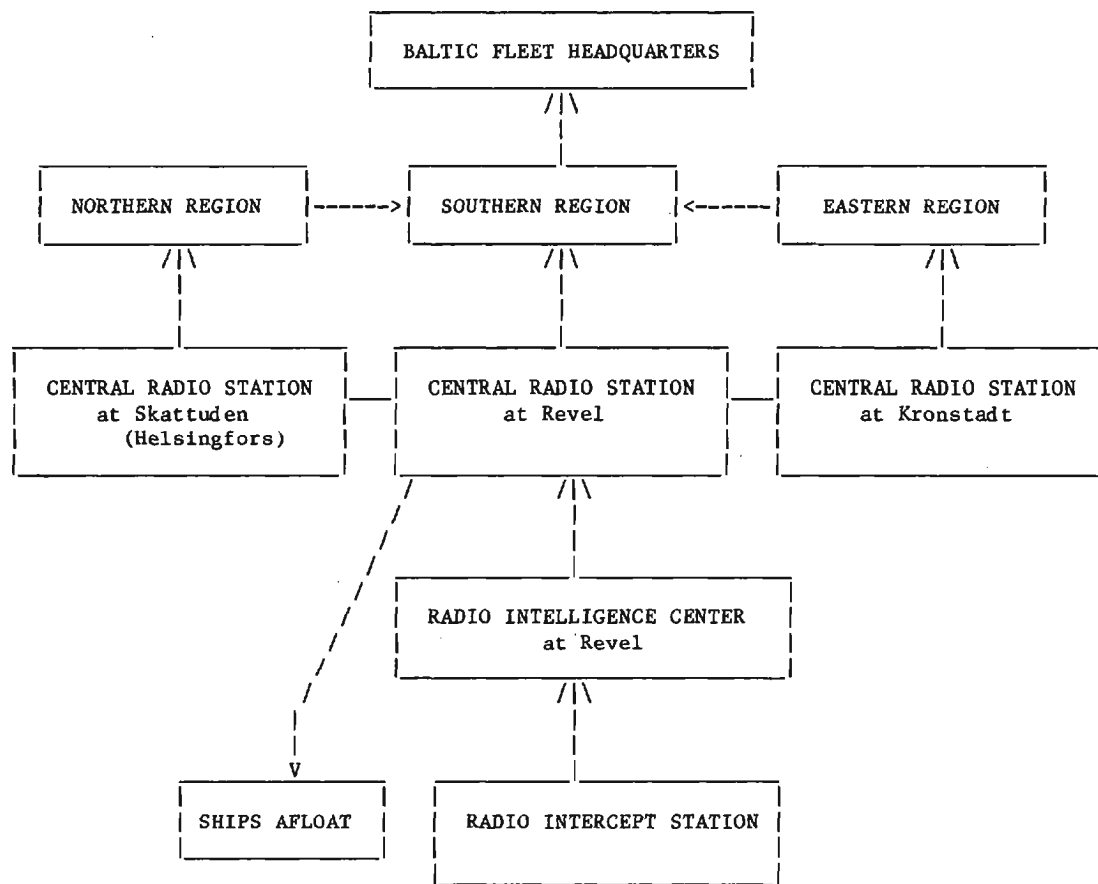 BALTIC FLEET HEADQUARTERS
NORTHERN REGION
SOUTHERN REGION
EASTERN REGION
CENTRAL RADIO STATION
at Skattuden
(Helsingfors)
CENTRAL RADIO STATION
at Revel
CENTRAL RADIO STATION
at Kronstadt
RADIO INTELLIGENCE CENTER
at Revel
SHIPS AFLOAT
RADIO INTERCEPT STATION